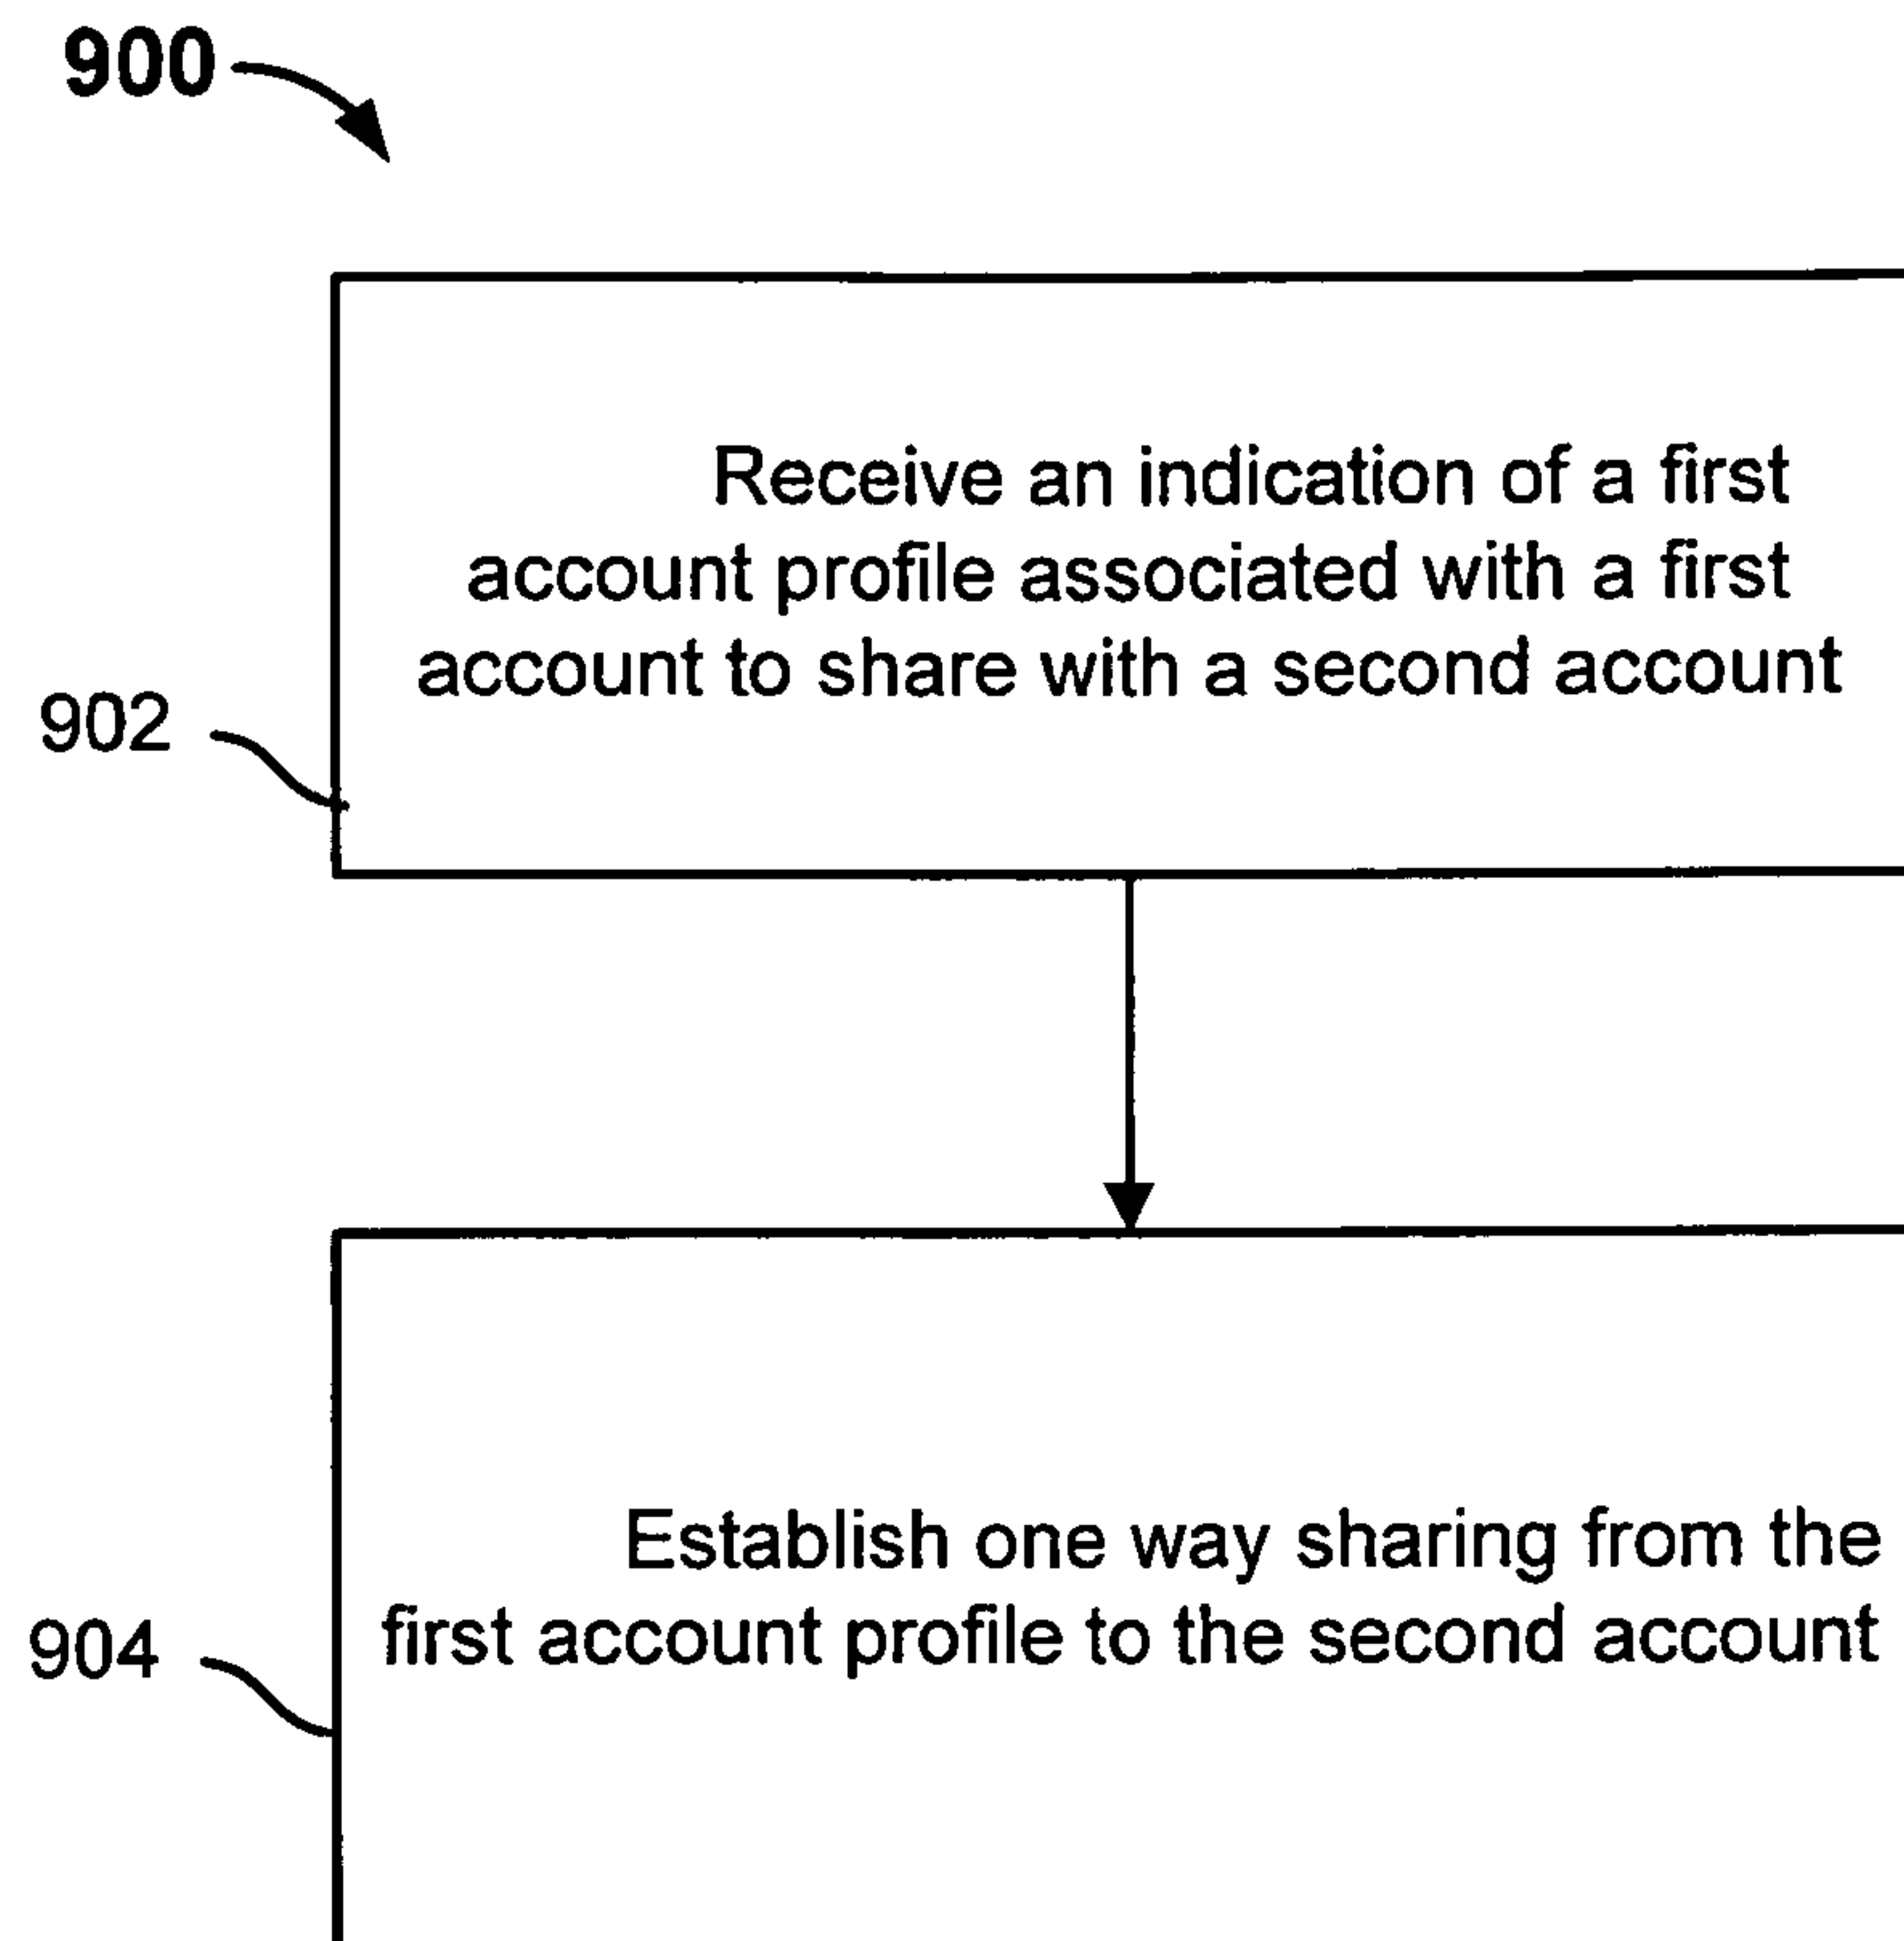 900
Receive an indication of a first
account profile associated with a first
account to share with a second account
902
Establish one way sharing from the
first account profile to the second account
904